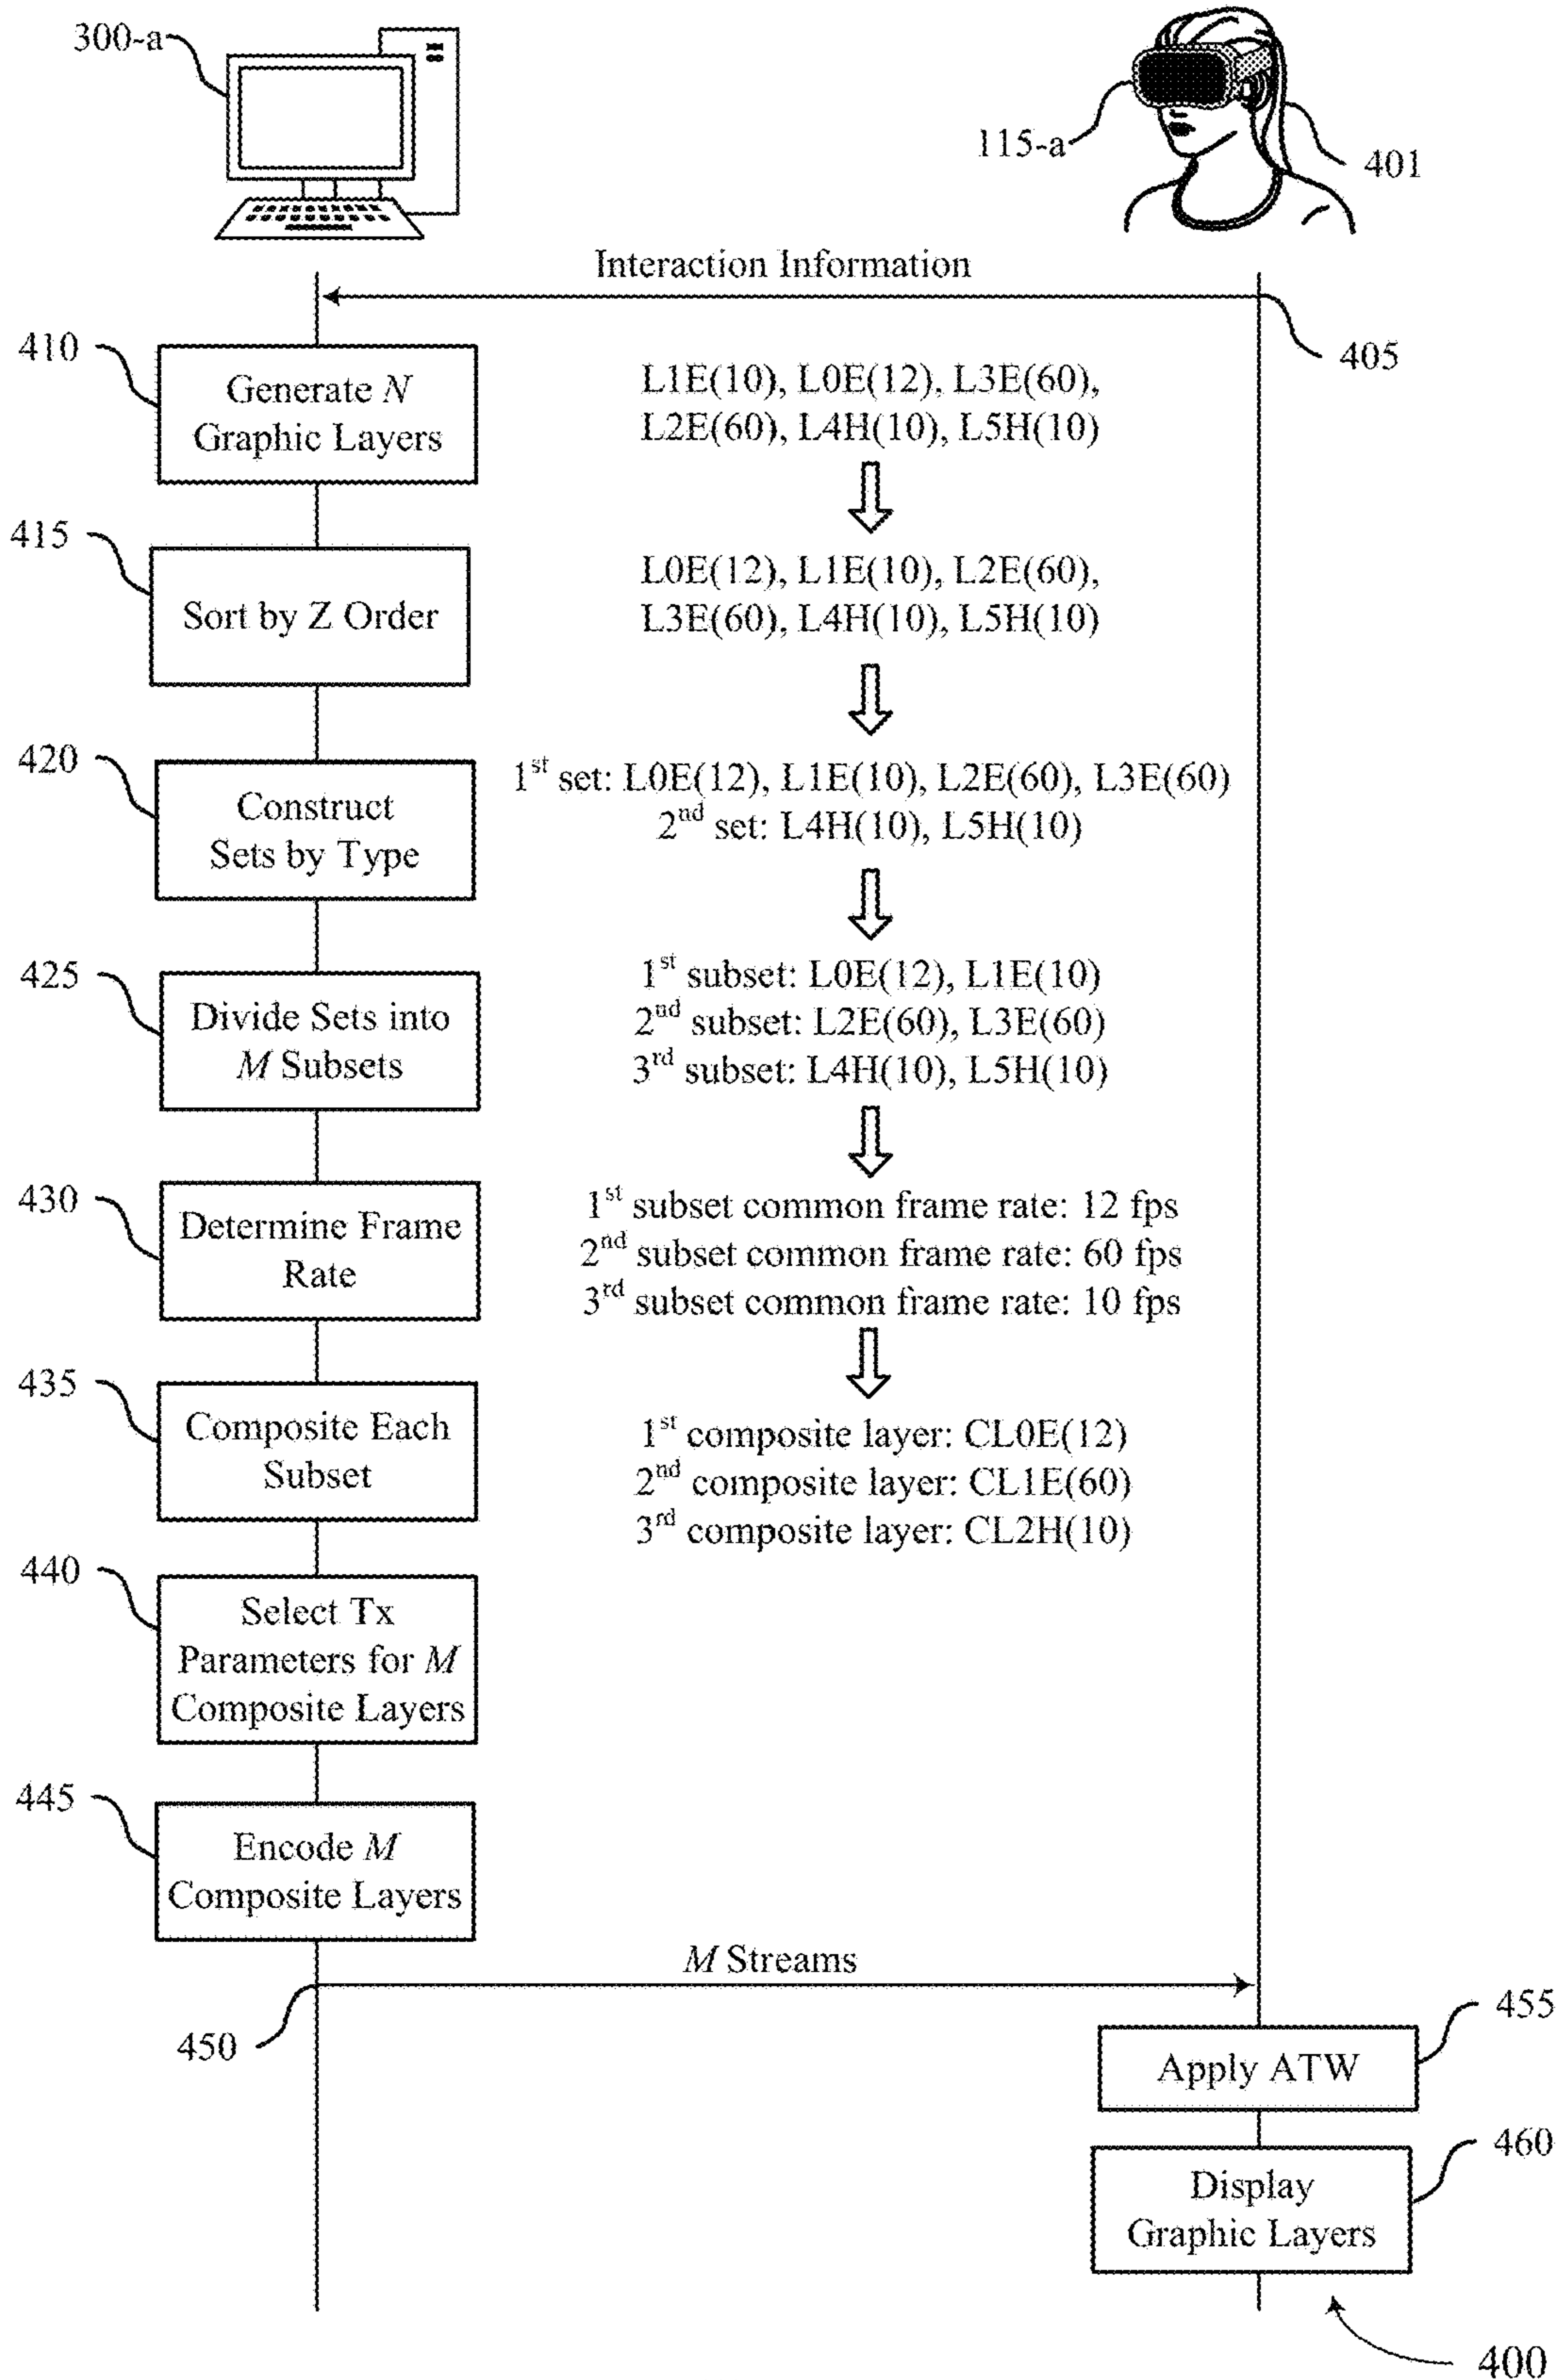 300-a
115-a
401
Interaction Information
405
410
Generate N
Graphic Layers
L1E(10), L0E(12), L3E(60),
L2E(60), L4H(10), L5H(10)
415
Sort by Z Order
L0E(12), L1E(10), L2E(60),
L3E(60), L4H(10), L5H(10)
420
Construct
Sets by Type
1st set: L0E(12), L1E(10), L2E(60), L3E(60)
2nd set: L4H(10), L5H(10)
425
Divide Sets into
M Subsets
1st subset: L0E(12), L1E(10)
2nd subset: L2E(60), L3E(60)
3rd subset: L4H(10), L5H(10)
430
Determine Frame
Rate
1st subset common frame rate: 12 fps
2nd subset common frame rate: 60 fps
3rd subset common frame rate: 10 fps
435
Composite Each
Subset
1st composite layer: CL0E(12)
2nd composite layer: CL1E(60)
3rd composite layer: CL2H(10)
440
Select Tx
Parameters for M
Composite Layers
445
Encode M
Composite Layers
M Streams
450
455
Apply ATW
460
Display
Graphic Layers
400